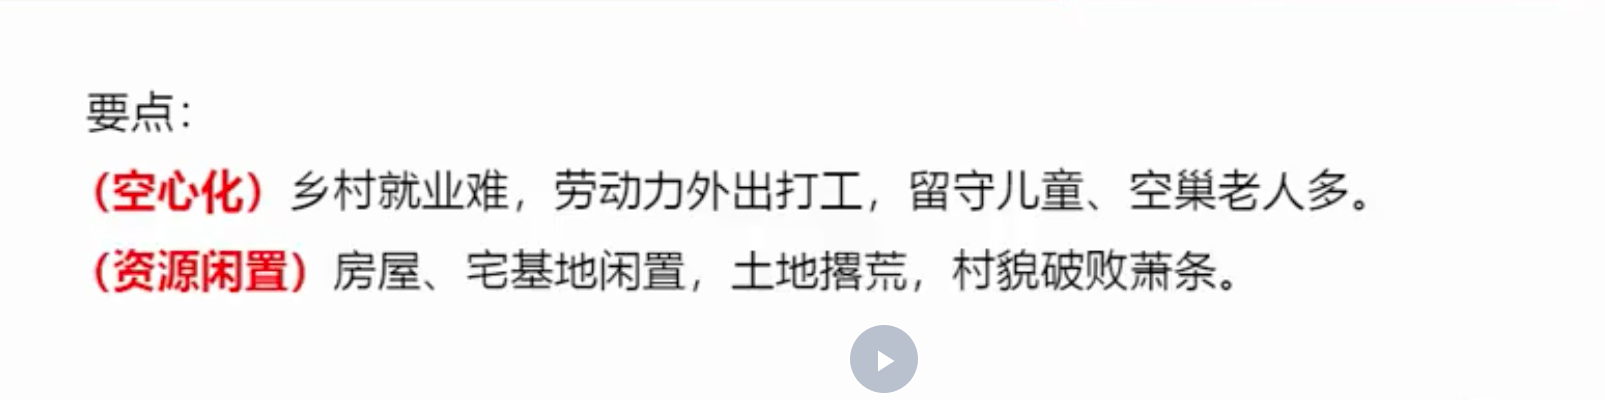 要点：
（空心化）乡村就业难，劳动力外出打工，留守儿童、空巢老人多。
（资源闲置）房屋、宅基地闲置，土地撂荒，村貌破败萧条。